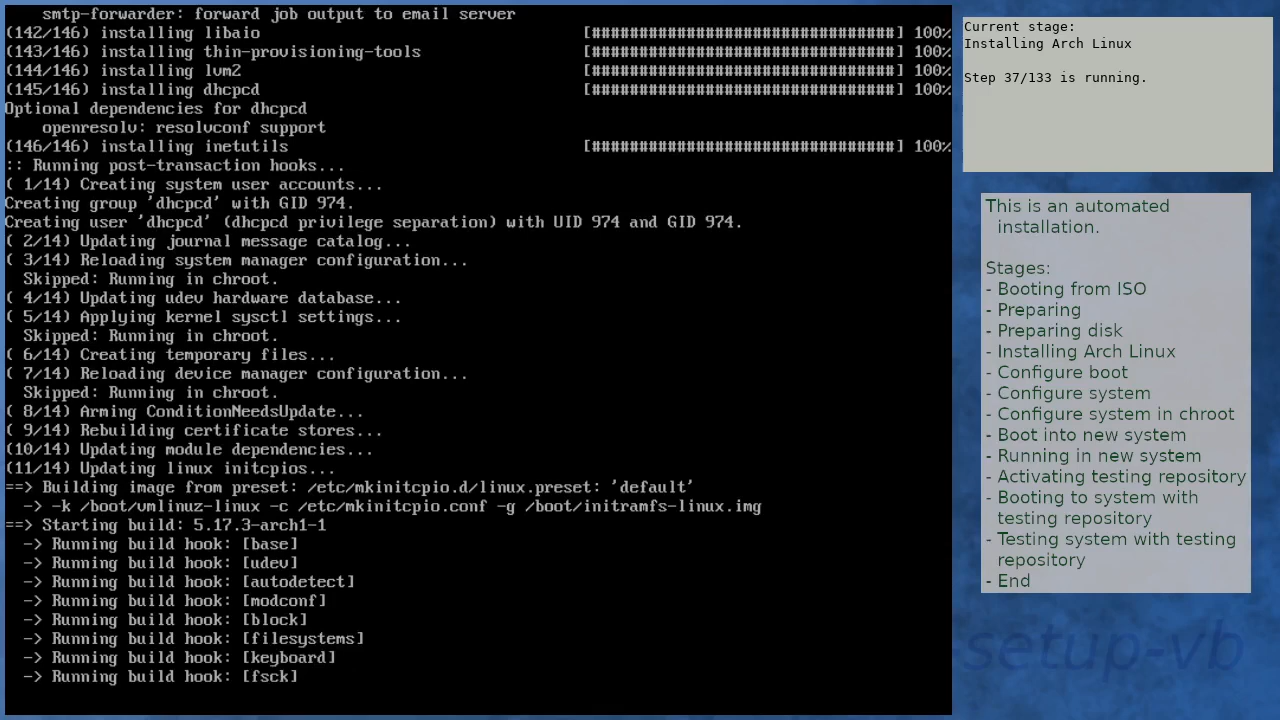 smtp-forwarder: forward job output to email server
(142/146) installing libaio [################################] 100%
(143/146) installing thin-provisioning-tools [################################] 100%
(144/146) installing lvm2 [################################] 100%
(145/146) installing dhcpcd [################################] 100%
Optional dependencies for dhcpcd
    openresolv: resolvconf support
(146/146) installing inetutils [################################] 100%
:: Running post-transaction hooks...
( 1/14) Creating system user accounts...
Creating group 'dhcpcd' with GID 974.
Creating user 'dhcpcd' (dhcpcd privilege separation) with UID 974 and GID 974.
( 2/14) Updating journal message catalog...
( 3/14) Reloading system manager configuration...
  Skipped: Running in chroot.
( 4/14) Updating udev hardware database...
( 5/14) Applying kernel sysctl settings...
  Skipped: Running in chroot.
( 6/14) Creating temporary files...
( 7/14) Reloading device manager configuration...
  Skipped: Running in chroot.
( 8/14) Arming ConditionNeedsUpdate...
( 9/14) Rebuilding certificate stores...
(10/14) Updating module dependencies...
(11/14) Updating linux initcpios...
==> Building image from preset: /etc/mkinitcpio.d/linux.preset: 'default'
  -> -k /boot/vmlinuz-linux -c /etc/mkinitcpio.conf -g /boot/initramfs-linux.img
==> Starting build: 5.17.3-arch1-1
  -> Running build hook: [base]
  -> Running build hook: [udev]
  -> Running build hook: [autodetect]
  -> Running build hook: [modconf]
  -> Running build hook: [block]
  -> Running build hook: [filesystems]
  -> Running build hook: [keyboard]
  -> Running build hook: [fsck]
Current stage:
Installing Arch Linux
Step 37/133 is running.
This is an automated
installation.
Stages:
- Booting from ISO
- Preparing
- Preparing disk
- Installing Arch Linux
- Configure boot
- Configure system
- Configure system in chroot
- Boot into new system
- Running in new system
- Activating testing repository
- Booting to system with
testing repository
- Testing system with testing
repository
- End
-setup-vb